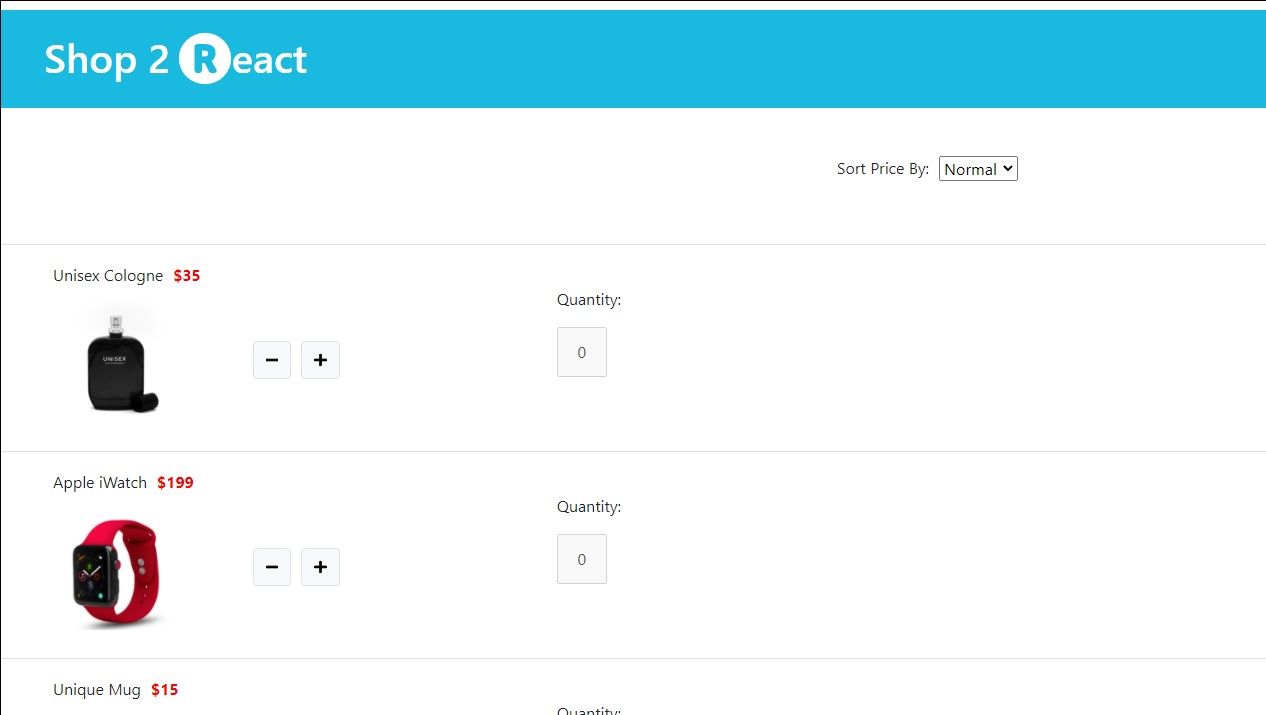 Shop 2 React
Sort Price By: Normal
Unisex Cologne $35
Quantity:
UNISEX
− +
0
Apple iWatch $199
Quantity:
− +
0
Unique Mug $15
Quantity: